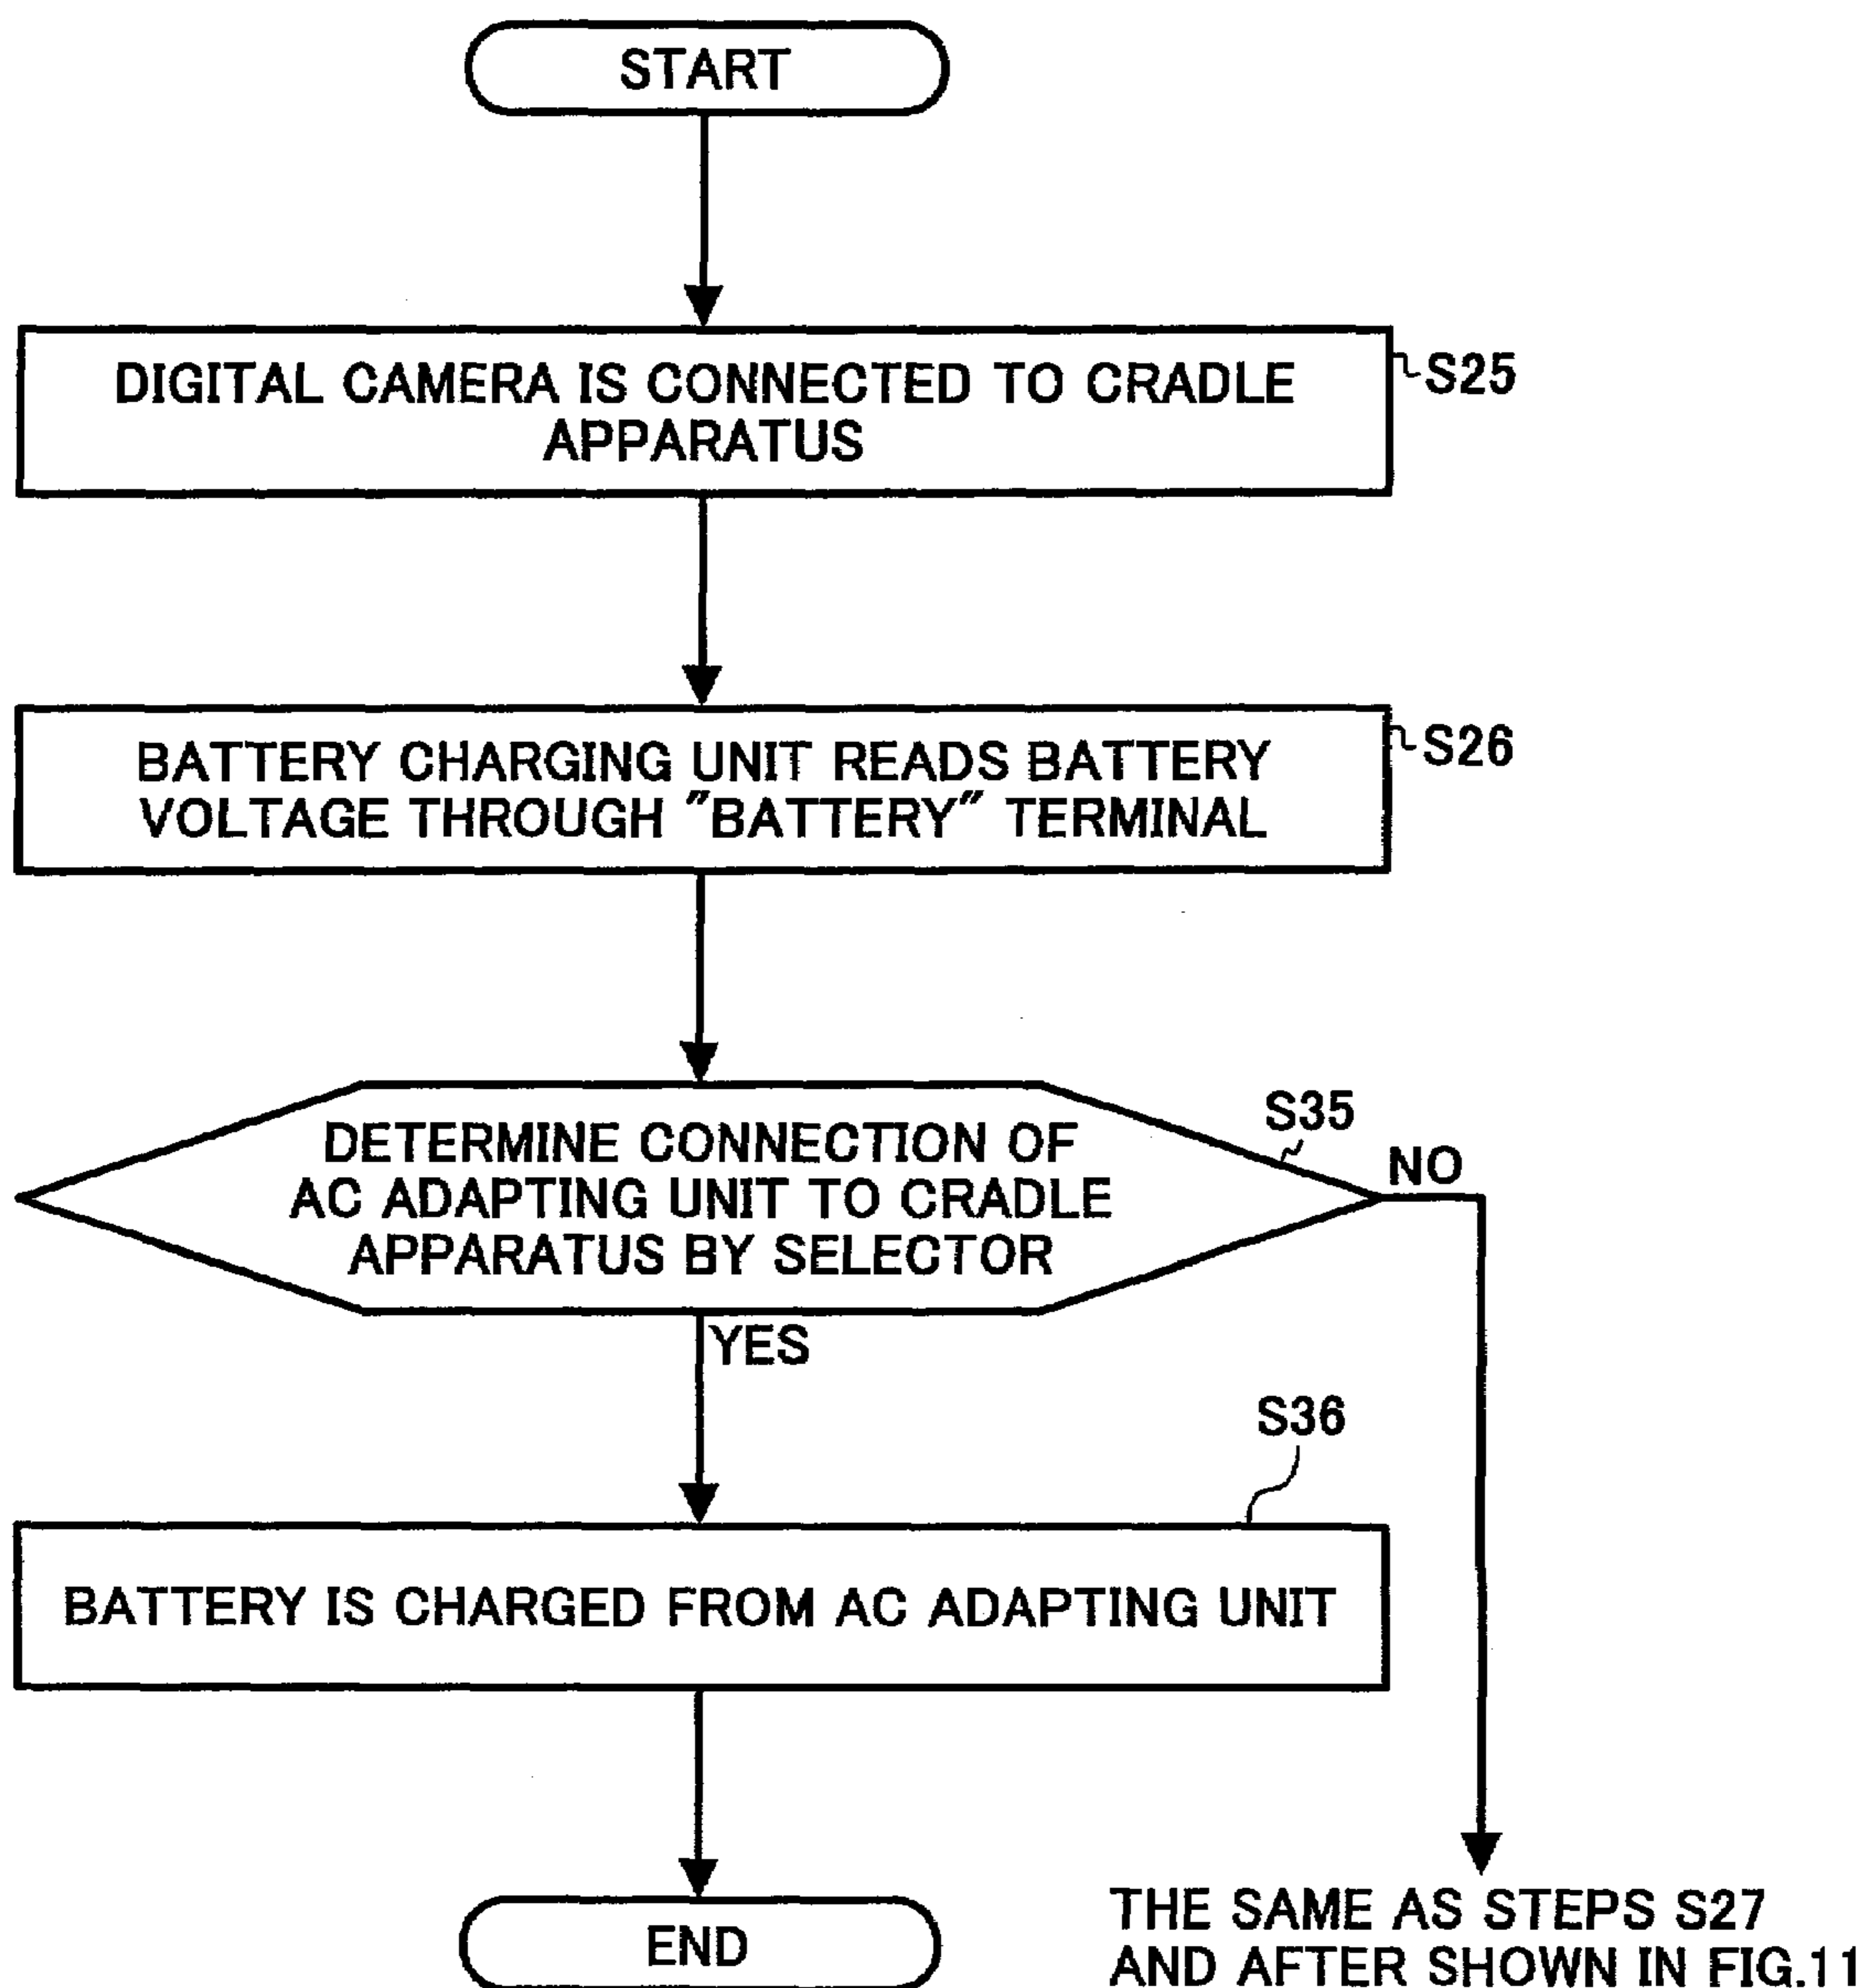 START
DIGITAL CAMERA IS CONNECTED TO CRADLE
APPARATUS
S25
BATTERY CHARGING UNIT READS BATTERY
VOLTAGE THROUGH "BATTERY" TERMINAL
S26
DETERMINE CONNECTION OF
AC ADAPTING UNIT TO CRADLE
APPARATUS BY SELECTOR
S35
NO
YES
S36
BATTERY IS CHARGED FROM AC ADAPTING UNIT
END
THE SAME AS STEPS S27
AND AFTER SHOWN IN FIG.11